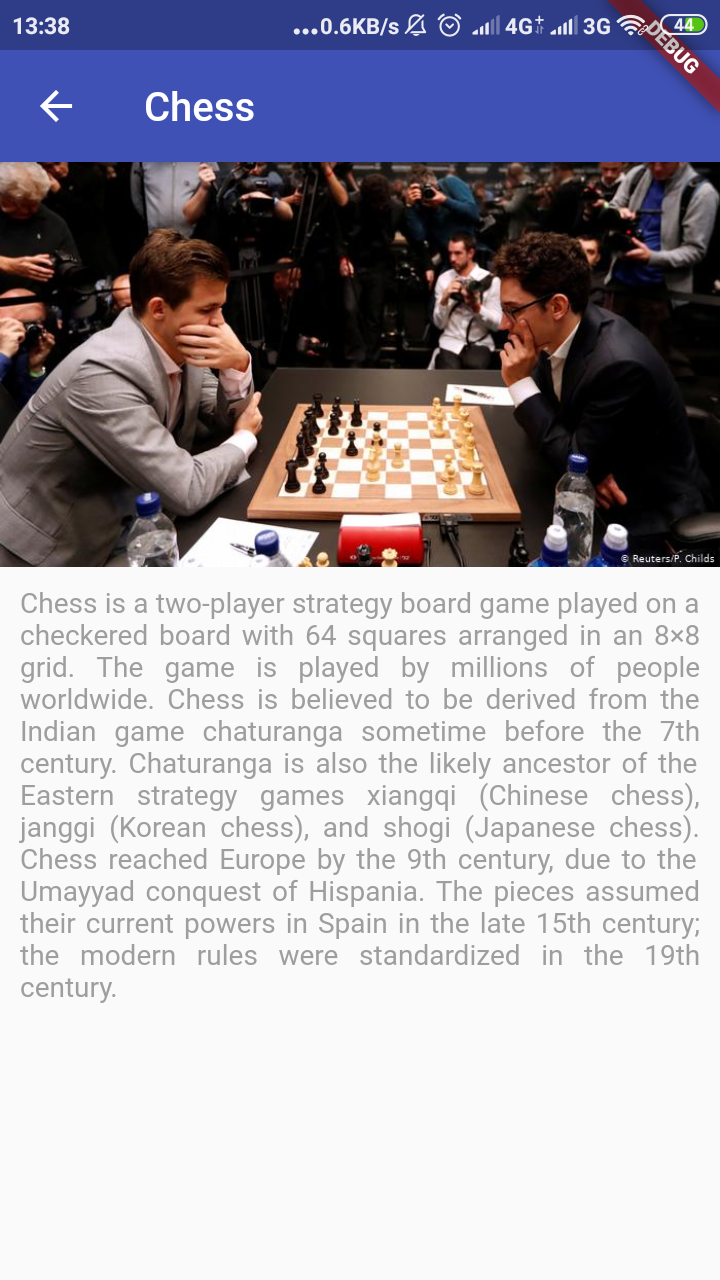 13:38 ...0.6KB/s 4G+ 3G 44
DEBUG
Chess
© Reuters/P. Childs
Chess is a two-player strategy board game played on a
checkered board with 64 squares arranged in an 8×8
grid. The game is played by millions of people
worldwide. Chess is believed to be derived from the
Indian game chaturanga sometime before the 7th
century. Chaturanga is also the likely ancestor of the
Eastern strategy games xiangqi (Chinese chess),
janggi (Korean chess), and shogi (Japanese chess).
Chess reached Europe by the 9th century, due to the
Umayyad conquest of Hispania. The pieces assumed
their current powers in Spain in the late 15th century;
the modern rules were standardized in the 19th
century.